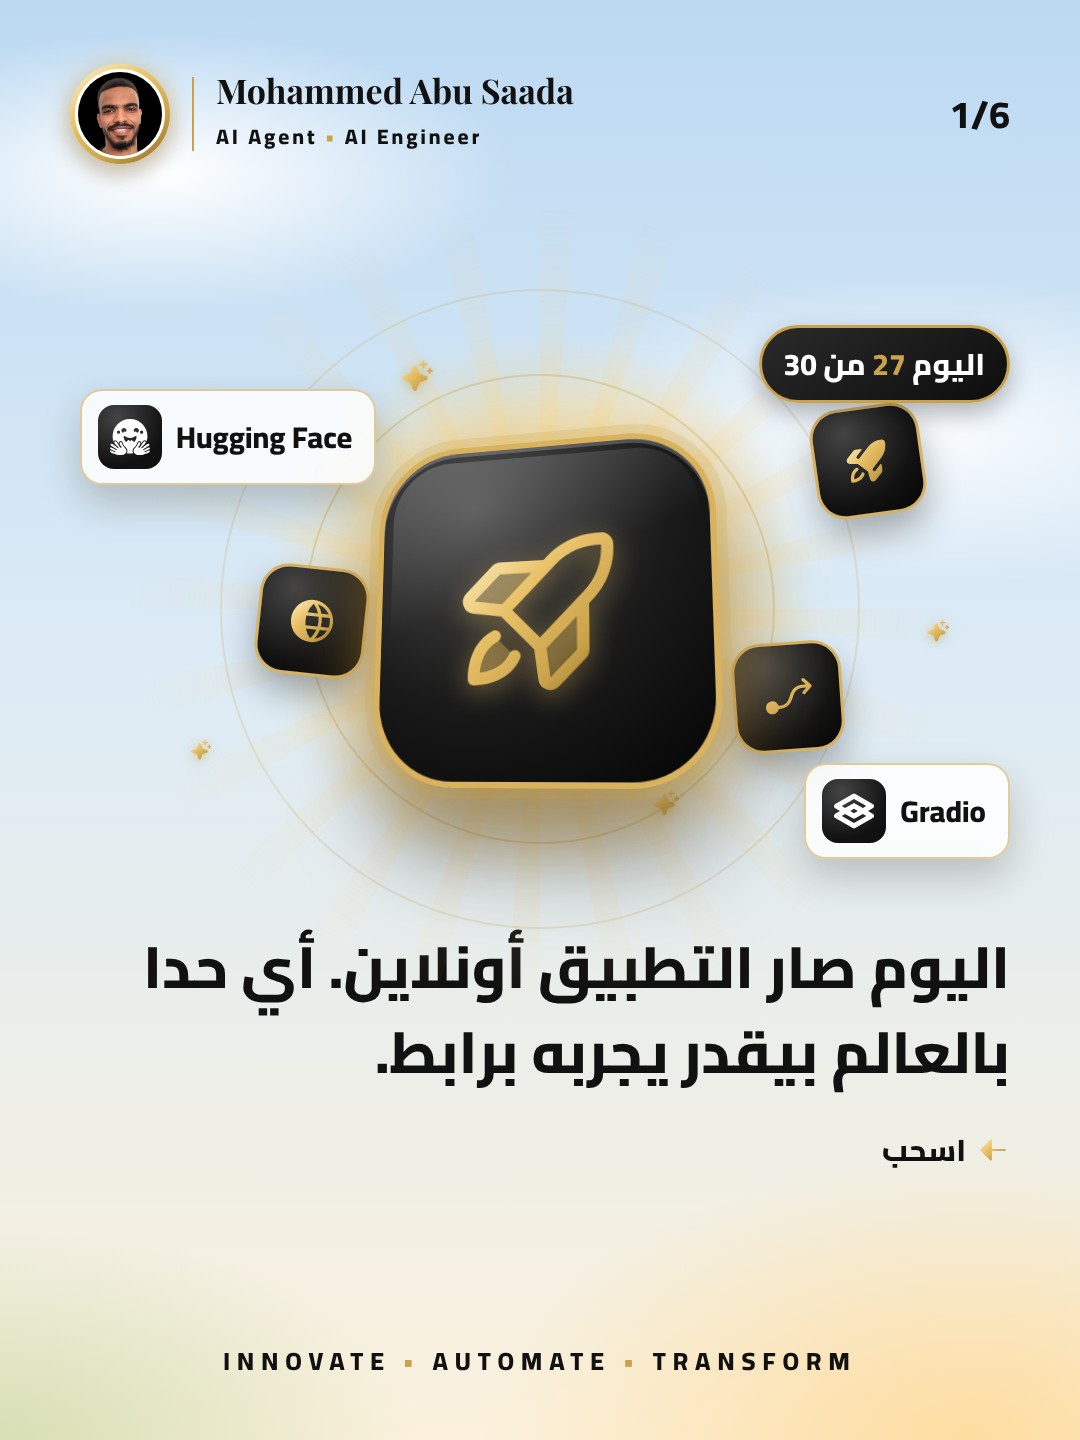 Mohammed Abu Saada
AI Agent ▪ AI Engineer
1/6
اليوم 27 من 30
Hugging Face
Gradio
اليوم صار التطبيق أونلاين. أي حدا
بالعالم بيقدر يجربه برابط.
اسحب
INNOVATE ▪ AUTOMATE ▪ TRANSFORM